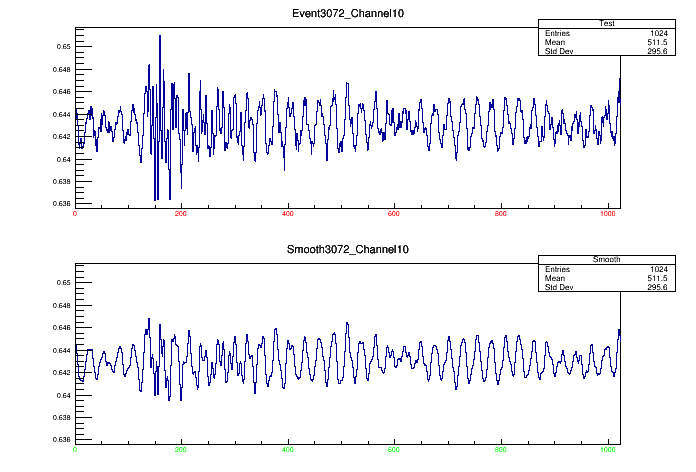 Event3072_Channel10
Test
Entries 1024
Mean 511.5
Std Dev 295.6
0.65
0.648
0.646
0.644
0.642
0.64
0.638
0.636
0 200 400 600 800 1000
Smooth3072_Channel10
Smooth
Entries 1024
Mean 511.5
Std Dev 295.6
0.65
0.648
0.646
0.644
0.642
0.64
0.638
0.636
0 200 400 600 800 1000